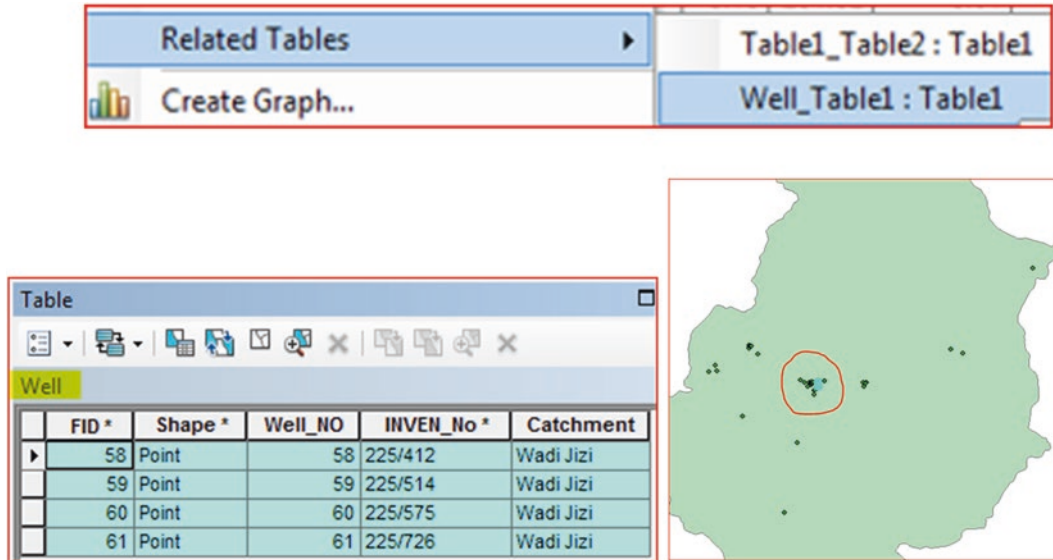 Related Tables Table1_Table2 : Table1
Create Graph... Well_Table1 : Table1
Table
Well
FID * Shape * Well_NO INVEN_No * Catchment
58 Point 58 225/412 Wadi Jizi
59 Point 59 225/514 Wadi Jizi
60 Point 60 225/575 Wadi Jizi
61 Point 61 225/726 Wadi Jizi